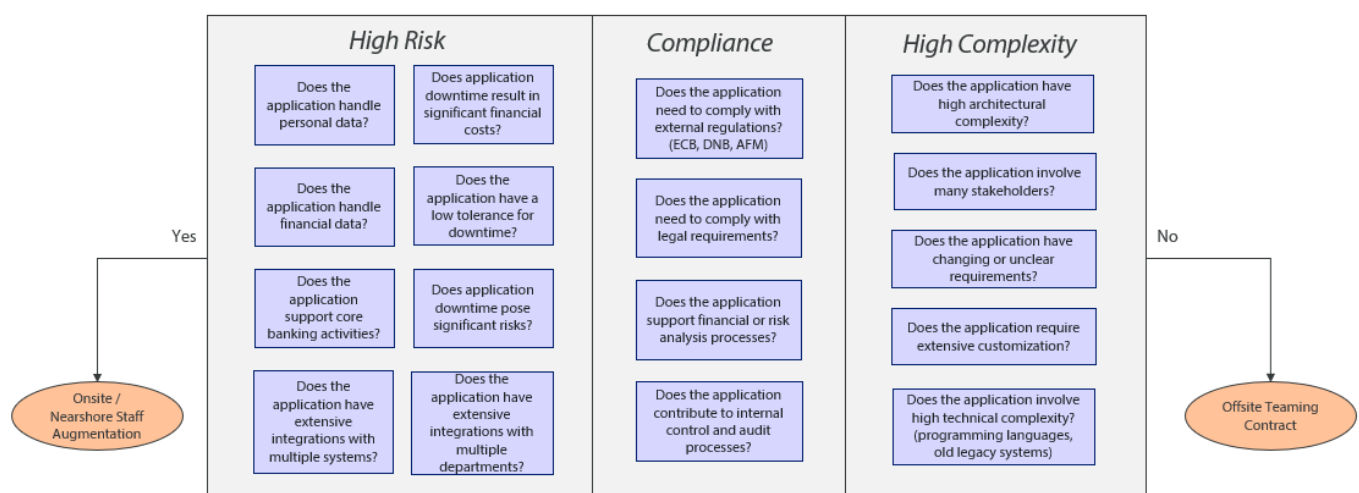 High Risk
Compliance
High Complexity
Does the
application handle
personal data?
Does application
downtime result in
significant financial
costs?
Does the application
need to comply with
external regulations?
(ECB, DNB, AFM)
Does the application have
high architectural
complexity?
Does the
application handle
financial data?
Does the
application have a
low tolerance for
downtime?
Does the application
need to comply with
legal requirements?
Does the application involve
many stakeholders?
Yes
No
Does the application have
changing or unclear
requirements?
Does the
application
support core
banking activities?
Does application
downtime pose
significant risks?
Does the application
support financial or risk
analysis processes?
Does the application require
extensive customization?
Onsite /
Nearshore Staff
Augmentation
Does the
application have
extensive
integrations with
multiple systems?
Does the
application have
extensive
integrations with
multiple
departments?
Does the application
contribute to internal
control and audit
processes?
Does the application involve
high technical complexity?
(programming languages,
old legacy systems)
Offsite Teaming
Contract